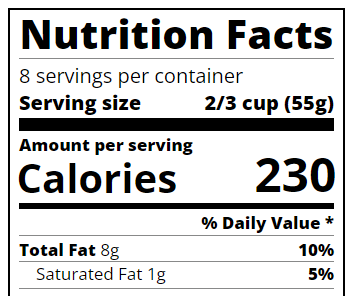 Nutrition Facts
8 servings per container
Serving size 2/3 cup (55g)
Amount per serving
Calories 230
% Daily Value *
Total Fat 8g 10%
Saturated Fat 1g 5%